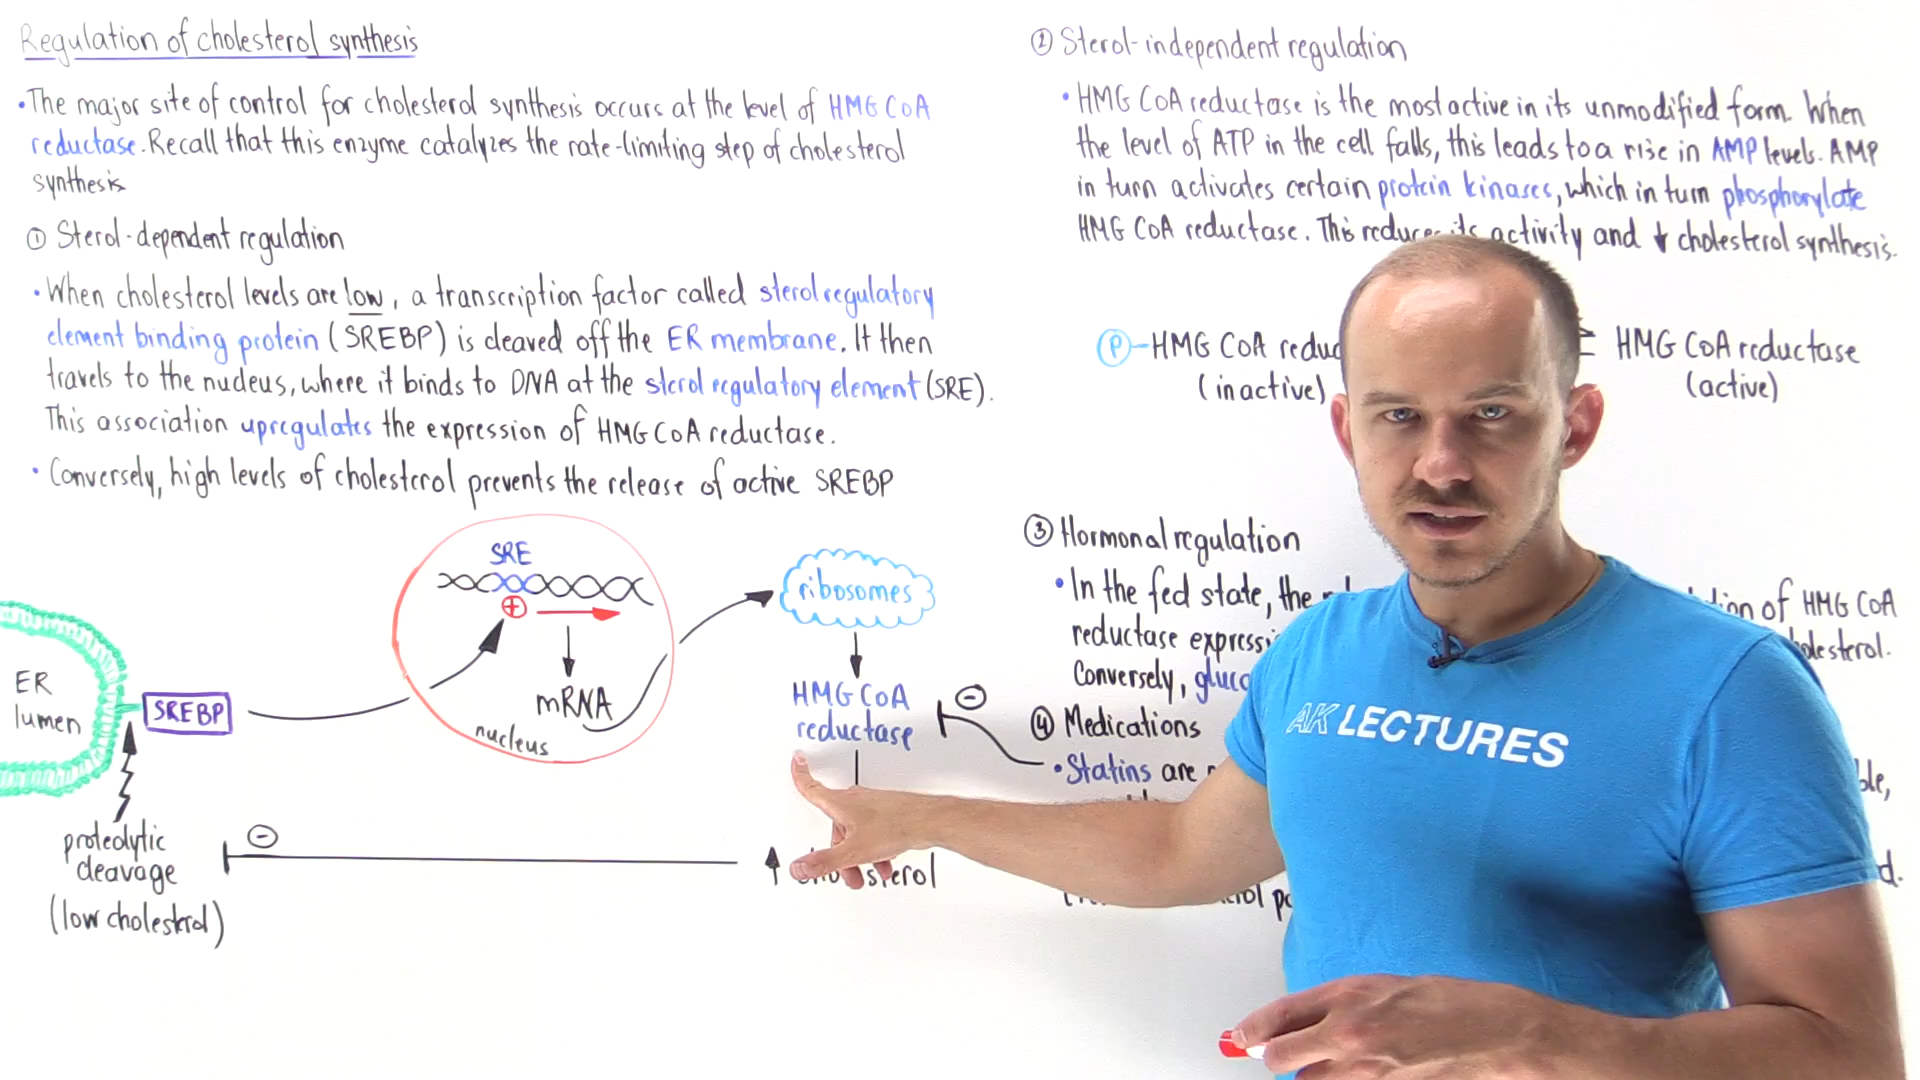 Regulation of cholesterol synthesis
• The major site of control for cholesterol synthesis occurs at the level of HMG CoA
reductase. Recall that this enzyme catalyzes the rate-limiting step of cholesterol
synthesis
① Sterol-dependent regulation
• When cholesterol levels are low, a transcription factor called sterol regulatory
element binding protein (SREBP) is cleaved off the ER membrane. It then
travels to the nucleus, where it binds to DNA at the sterol regulatory element (SRE).
This association upregulates the expression of HMG CoA reductase.
• Conversely, high levels of cholesterol prevents the release of active SREBP
SRE
+
mRNA
nucleus
ribosomes
HMG CoA
reductase
−
ER
lumen
SREBP
proteolytic
cleavage
(low cholesterol)
−
cholesterol
② Sterol-independent regulation
• HMG CoA reductase is the most active in its unmodified form. When
the level of ATP in the cell falls, this leads to a rise in AMP levels. AMP
in turn activates certain protein kinases, which in turn phosphorylate
HMG CoA reductase. This reduces its activity and ↓ cholesterol synthesis.
P-HMG CoA
(inactive)
HMG CoA reductase
(active)
③ Hormonal regulation
• In the fed state, the of HMG CoA
reductase cholesterol.
Conversely,
④ Medications
• Statins are
AK LECTURES